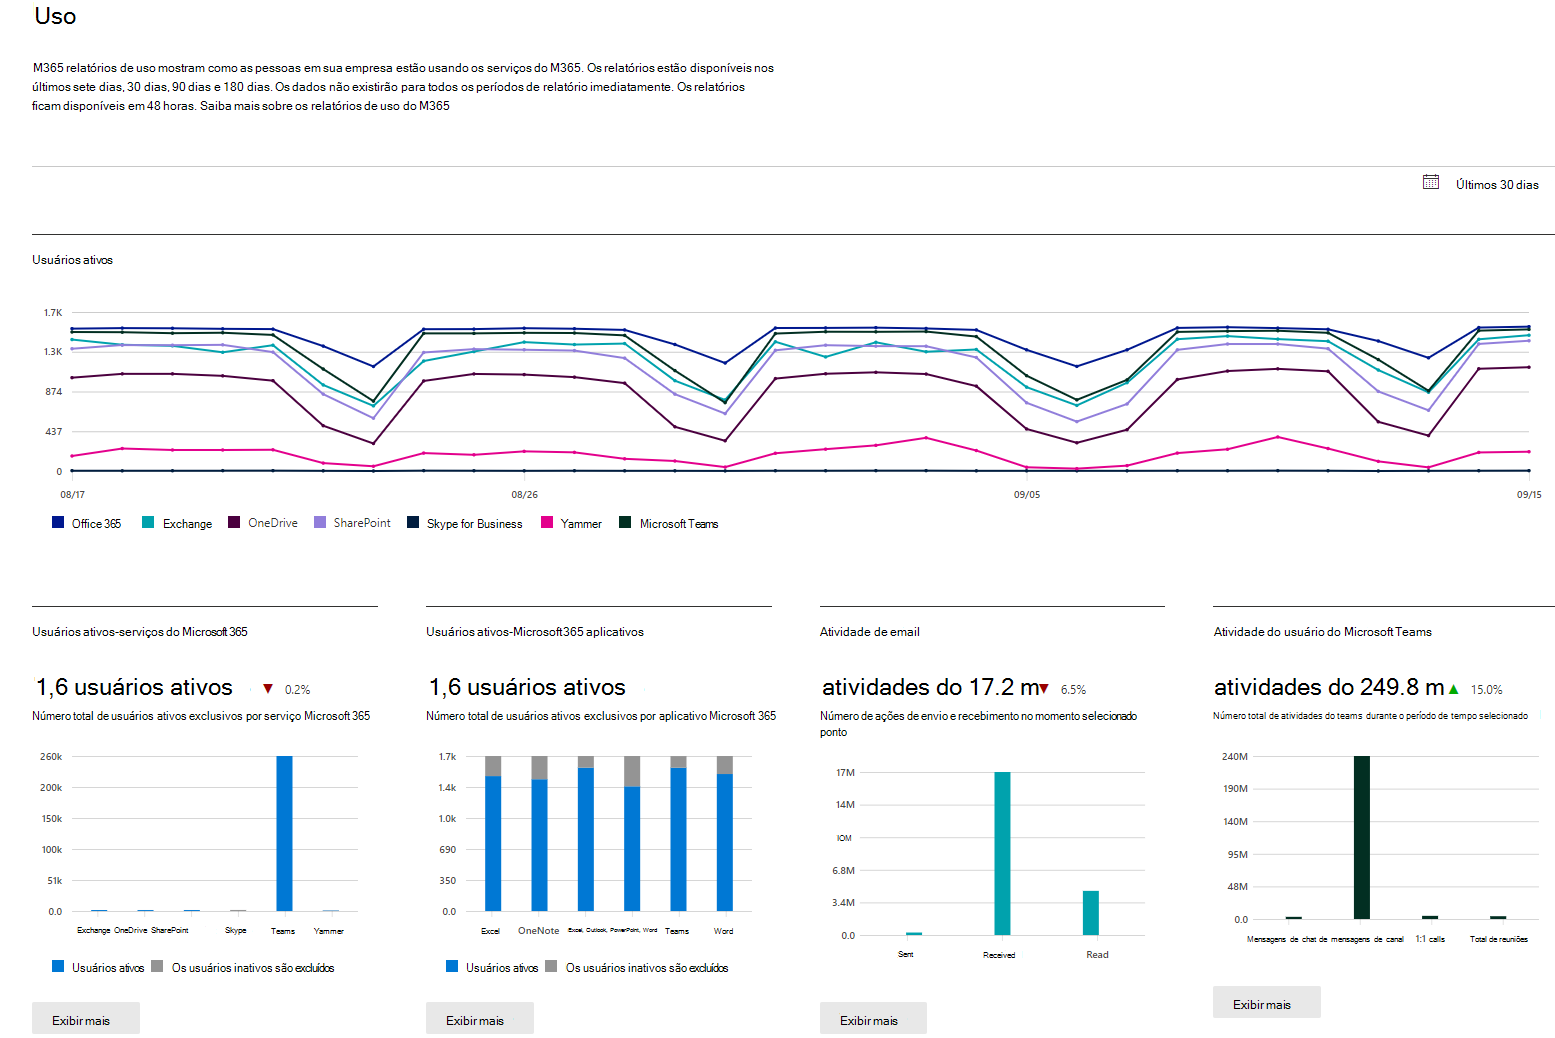 Uso
M365 relatórios de uso mostram como as pessoas em sua empresa estão usando os serviços do M365. Os relatórios estão disponíveis nos
últimos sete dias, 30 dias, 90 dias e 180 dias. Os dados não existirão para todos os períodos de relatório imediatamente. Os relatórios
ficam disponíveis em 48 horas. Saiba mais sobre os relatórios de uso do M365
Últimos 30 dias
Usuários ativos
1.7K
1.3K
874
437
0
08/17 08/26 09/05 09/15
Office 365 Exchange OneDrive SharePoint Skype for Business Yammer Microsoft Teams
Usuários ativos-serviços do Microsoft 365
1,6 usuários ativos ▼ 0.2%
Número total de usuários ativos exclusivos por serviço Microsoft 365
260k
200k
150k
100k
51k
0.0
Exchange OneDrive SharePoint Skype Teams Yammer
Usuários ativos Os usuários inativos são excluídos
Exibir mais
Usuários ativos-Microsoft365 aplicativos
1,6 usuários ativos
Número total de usuários ativos exclusivos por aplicativo Microsoft 365
1.7k
1.4k
1.0k
690
350
0.0
Excel OneNote Excel, Outlook, PowerPoint, Word Teams Word
Usuários ativos Os usuários inativos são excluídos
Exibir mais
Atividade de email
atividades do 17.2 m▼ 6.5%
Número de ações de envio e recebimento no momento selecionado
ponto
17M
14M
IOM
6.8M
3.4M
0.0
Sent Received Read
Exibir mais
Atividade do usuário do Microsoft Teams
atividades do 249.8 m▲ 15.0%
Número total de atividades do teams durante o período de tempo selecionado
240M
190M
140M
95M
48M
0.0
Mensagens de chat de mensagens de canal 1:1 calls Total de reuniões
Exibir mais